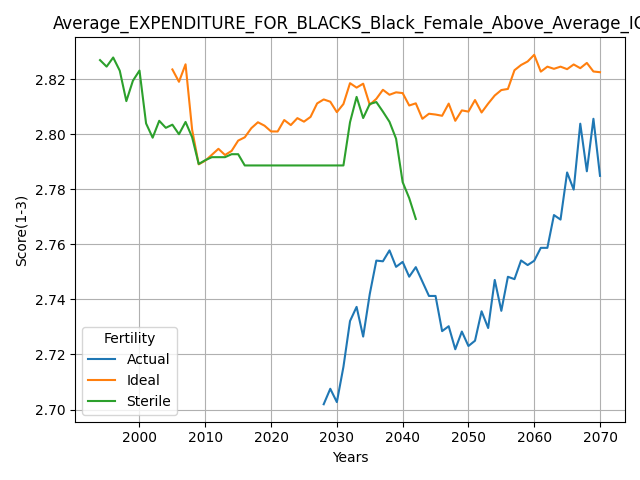 Average_EXPENDITURE_FOR_BLACKS_Black_Female_Above_Average_IQ
Score(1-3)
2.82
2.80
2.78
2.76
2.74
2.72
2.70
Fertility
Actual
Ideal
Sterile
2000 2010 2020 2030 2040 2050 2060 2070
Years